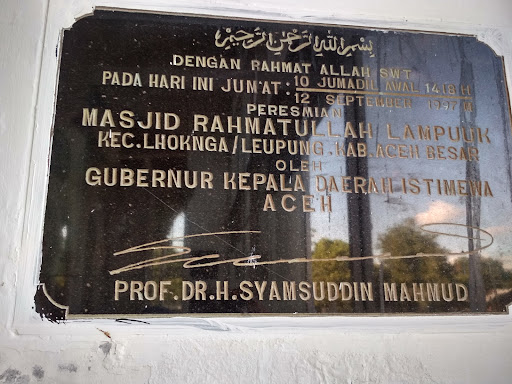 بسم الله الرحمن الرحيم
DENGAN RAHMAT ALLAH SWT
PADA HARI INI JUM'AT : 10 JUMADIL AWAL 1418 H
12 SEPTEMBER 1997 M
PERESMIAN
MASJID RAHMATULLAH LAMPUUK
KEC.LHOKNGA/LEUPUNG.KAB.ACEH BESAR
OLEH
GUBERNUR KEPALA DAERAH ISTIMEWA
ACEH
PROF.DR.H.SYAMSUDDIN MAHMUD